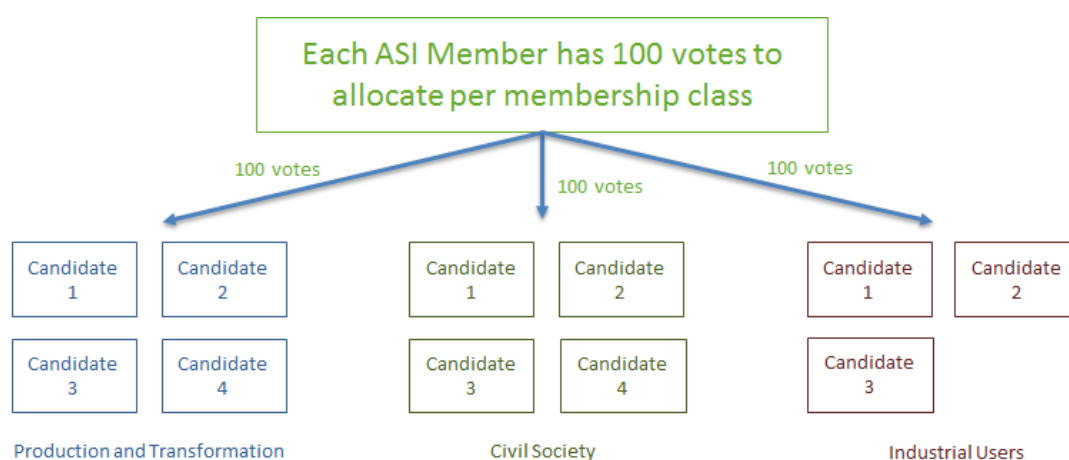 Each ASI Member has 100 votes to
allocate per membership class
100 votes
100 votes
100 votes
Candidate
1
Candidate
2
Candidate
3
Candidate
4
Production and Transformation
Candidate
1
Candidate
2
Candidate
3
Candidate
4
Civil Society
Candidate
1
Candidate
2
Candidate
3
Industrial Users